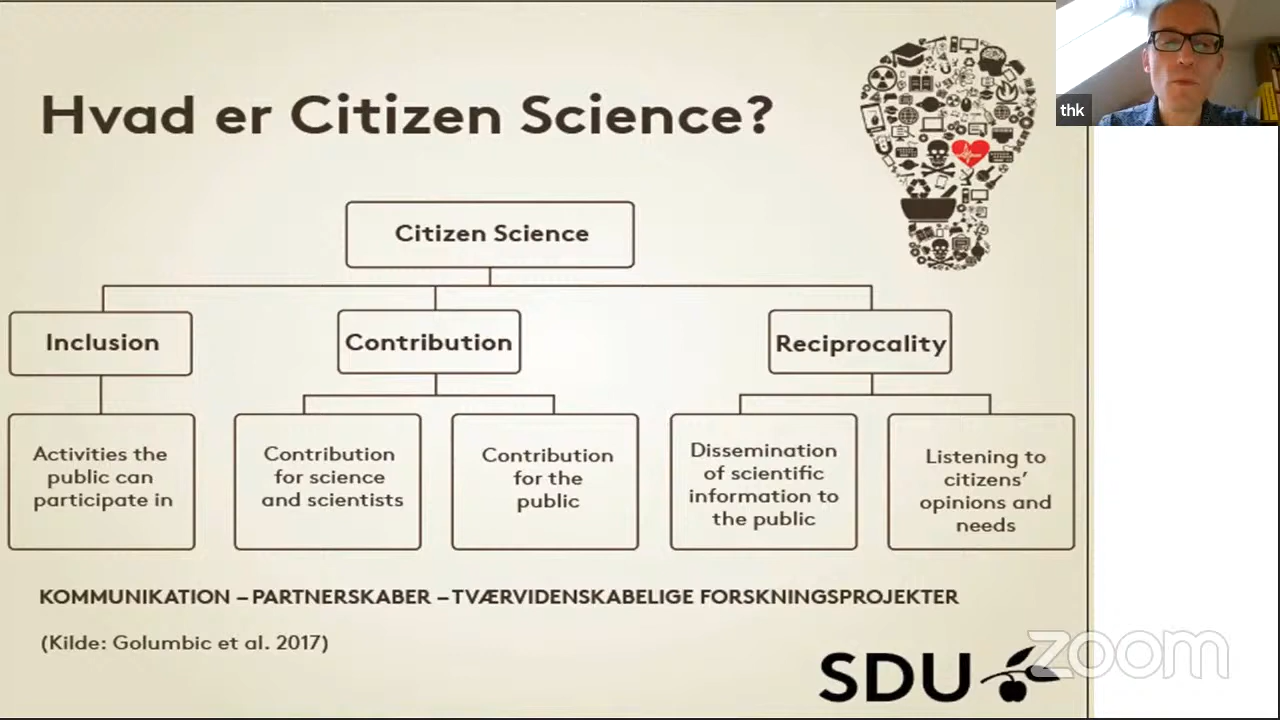 thk
Hvad er Citizen Science?
Citizen Science
Inclusion
Contribution
Reciprocality
Activities the
public can
participate in
Contribution
for science
and scientists
Contribution
for the
public
Dissemination
of scientific
information to
the public
Listening to
citizens’
opinions and
needs
KOMMUNIKATION – PARTNERSKABER – TVÆRVIDENSKABELIGE FORSKNINGSPROJEKTER
(Kilde: Golumbic et al. 2017)
SDU
zoom